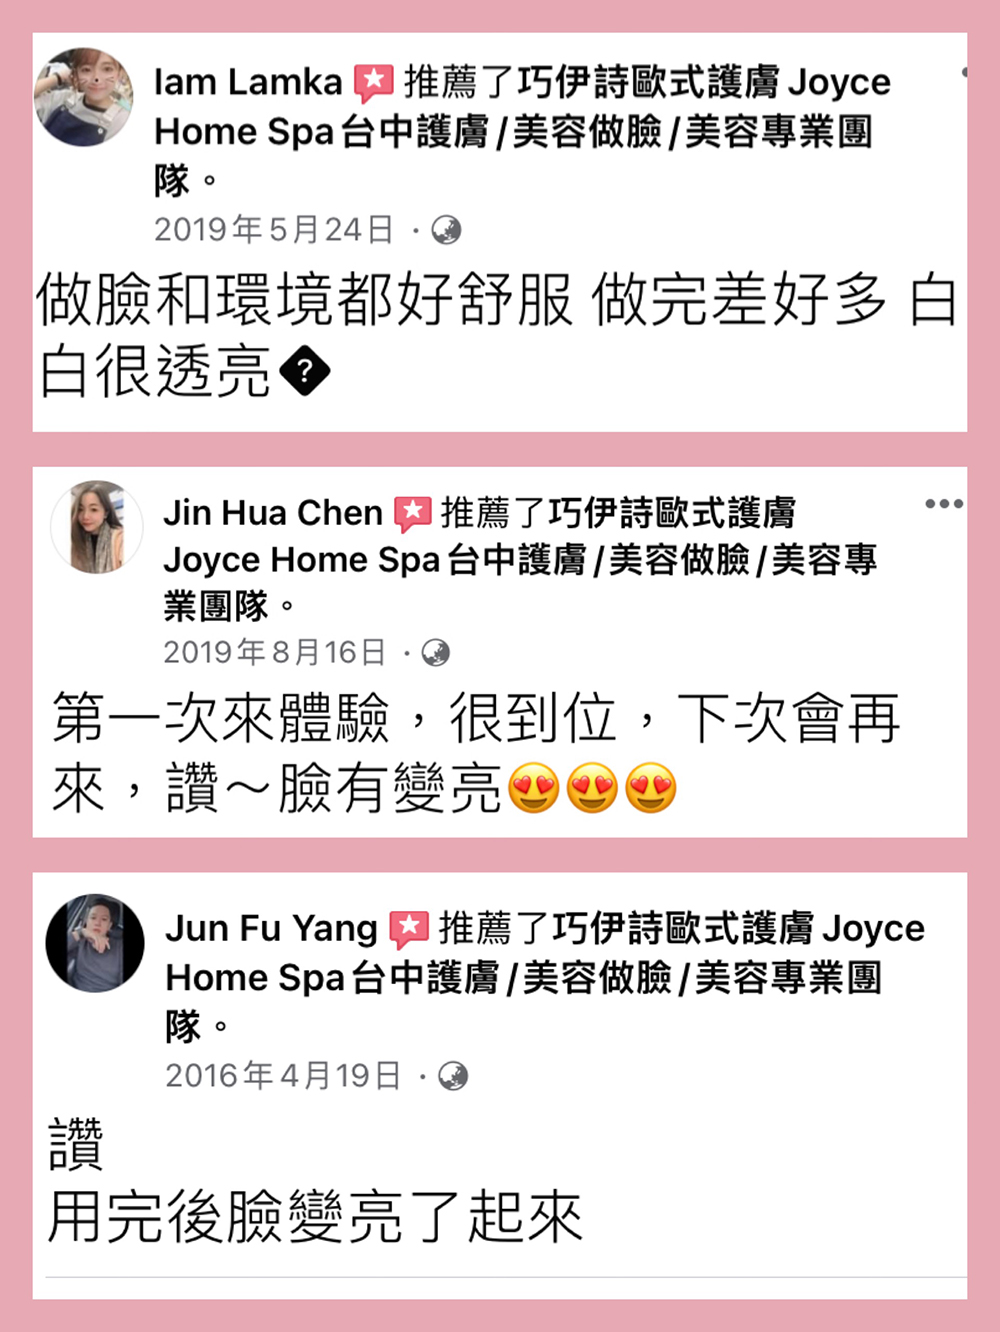 Iam Lamka 推薦了巧伊詩歐式護膚 Joyce
Home Spa台中護膚/美容做臉/美容專業團
隊。
2019年5月24日 ·
做臉和環境都好舒服 做完差好多 白
白很透亮�
Jin Hua Chen 推薦了巧伊詩歐式護膚
Joyce Home Spa台中護膚/美容做臉/美容專
業團隊。
2019年8月16日 ·
第一次來體驗，很到位，下次會再
來，讚～臉有變亮😍😍😍
Jun Fu Yang 推薦了巧伊詩歐式護膚 Joyce
Home Spa台中護膚/美容做臉/美容專業團
隊。
2016年4月19日 ·
讚
用完後臉變亮了起來